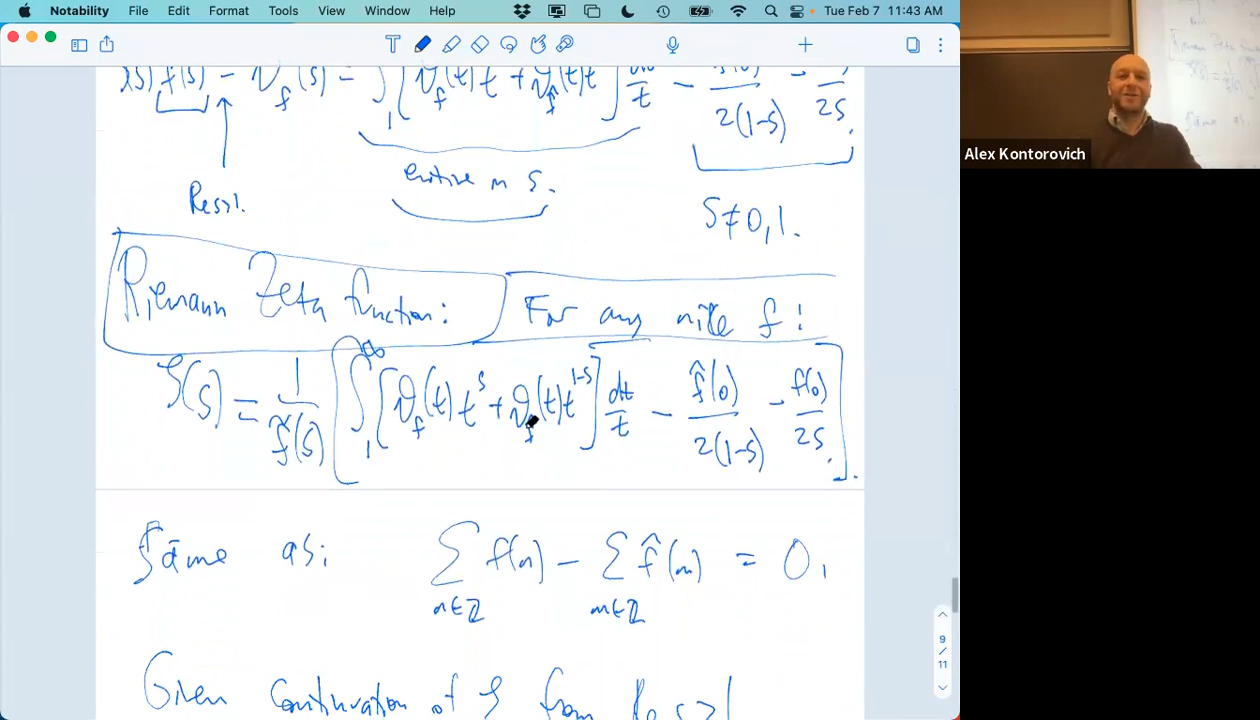 Notability File Edit Format Tools View Window Help Tue Feb 7 11:43 AM
Alex Kontorovich
entire in s.
Res>1.
s≠0,1.
Riemann Zeta function: For any nice f!
ζ(s) = 1/f̃(s) [ ∫₁^∞ [ϑ_f(t) t^s + ϑ_f̂(t) t^{1-s}] dt/t − f̂(0)/2(1-s) − f(0)/2s. ].
Same as: ∑_{n∈ℤ} f(n) − ∑_{m∈ℤ} f̂(m) = 0,
9
/
11
Given continuation of ζ from Re s>1